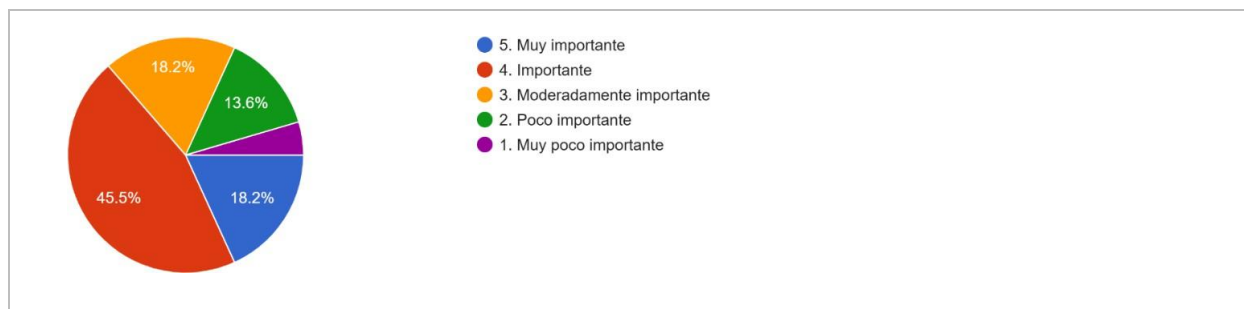 18.2%
13.6%
45.5%
18.2%
5. Muy importante
4. Importante
3. Moderadamente importante
2. Poco importante
1. Muy poco importante